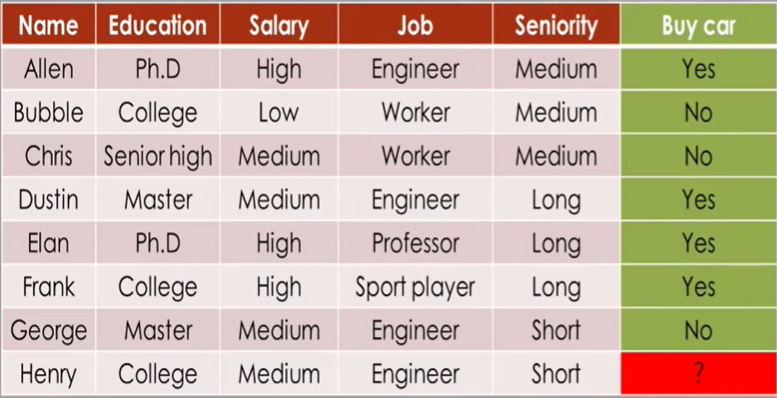 Name Education Salary Job Seniority Buy car
Allen Ph.D High Engineer Medium Yes
Bubble College Low Worker Medium No
Chris Senior high Medium Worker Medium No
Dustin Master Medium Engineer Long Yes
Elan Ph.D High Professor Long Yes
Frank College High Sport player Long Yes
George Master Medium Engineer Short No
Henry College Medium Engineer Short ?